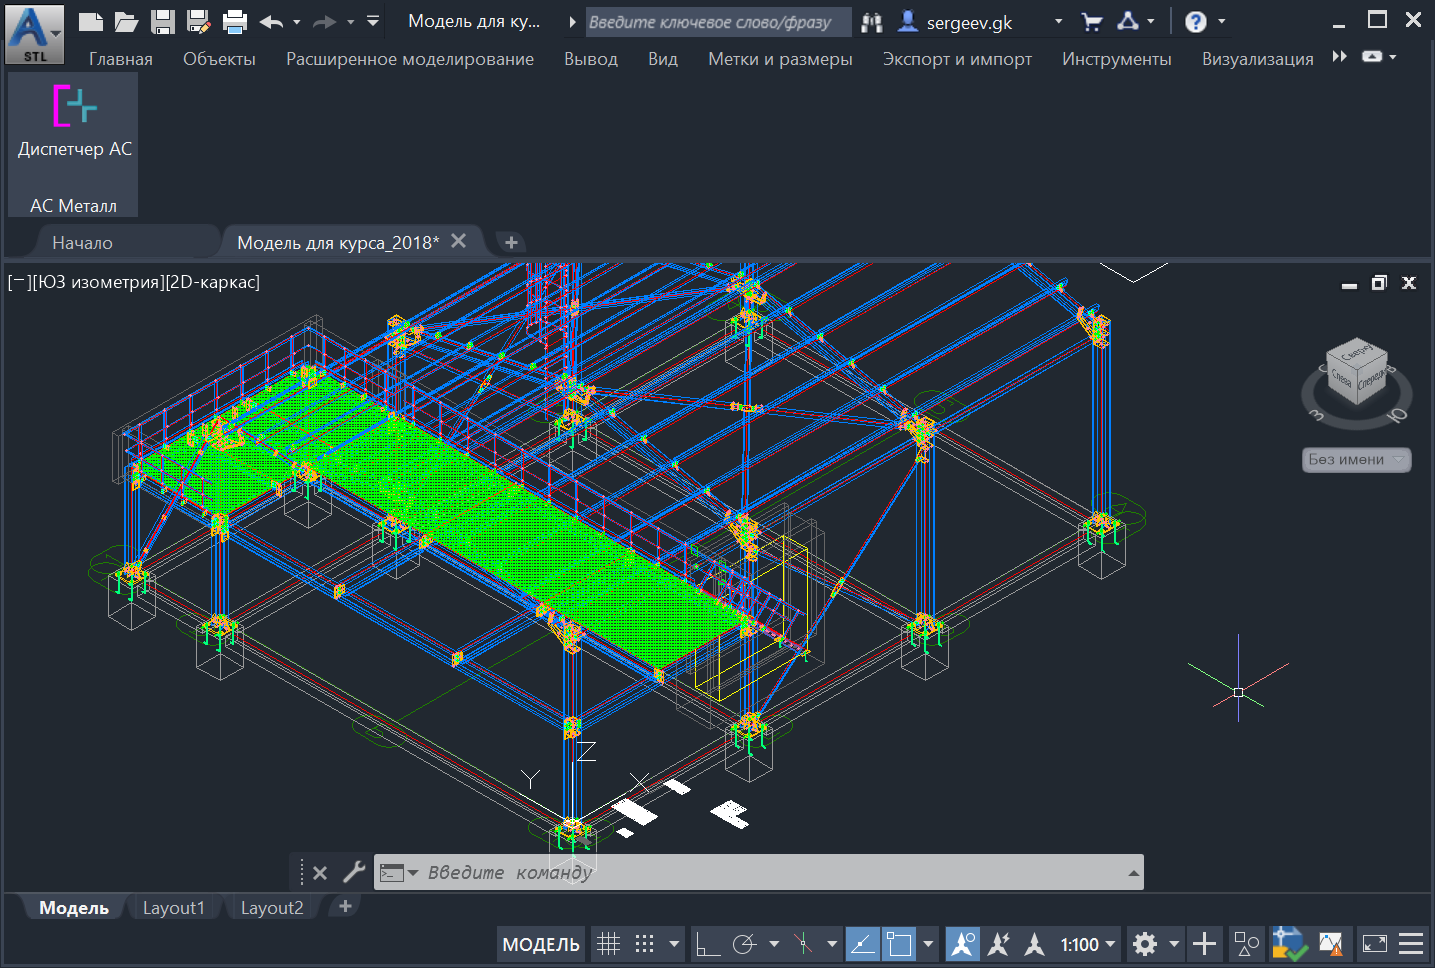 STL
Модель для ку...
Введите ключевое слово/фразу
sergeev.gk
Главная
Объекты
Расширенное моделирование
Вывод
Вид
Метки и размеры
Экспорт и импорт
Инструменты
Визуализация
Диспетчер АС
АС Металл
Начало
Модель для курса_2018*
[−][ЮЗ изометрия][2D-каркас]
Сверху
Слева
Спереди
З
Ю
Без имени
Z
Y
X
Введите команду
Модель
Layout1
Layout2
МОДЕЛЬ
1:100